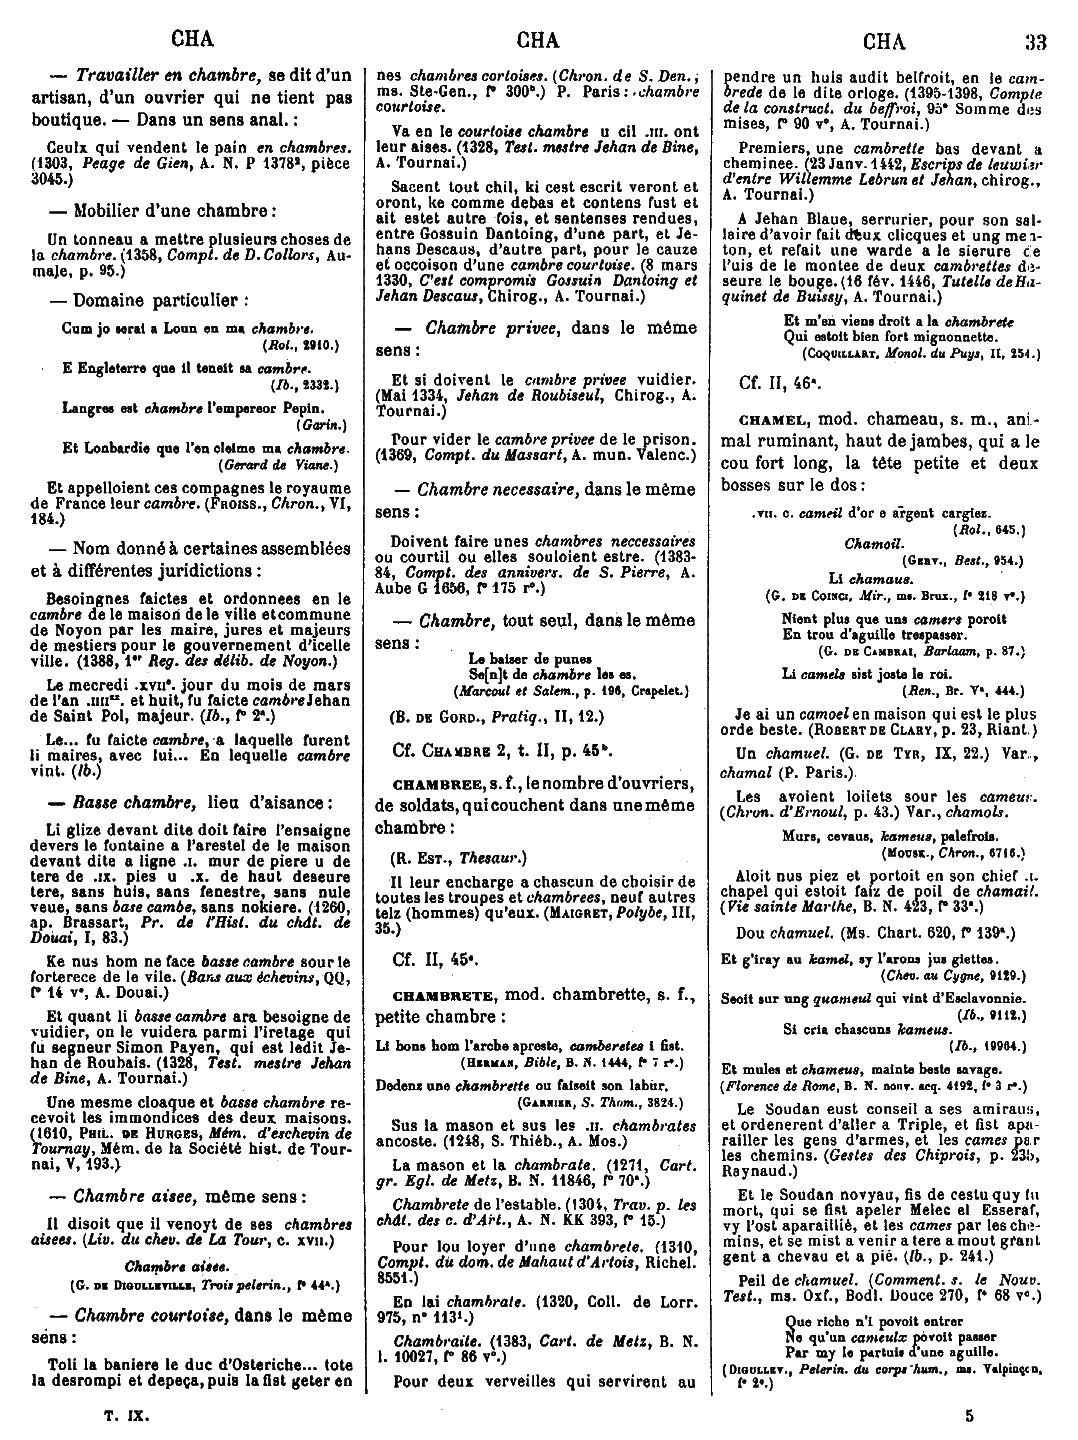 CHA
CHA
CHA
33
— Travailler en chambre, se dit d'un
artisan, d'un ouvrier qui ne tient pas
boutique. — Dans un sens anal. :
Ceulx qui vendent le pain en chambres.
(1303, Peage de Gien, A. N. P 1378², pièce
3045.)
— Mobilier d'une chambre :
Un tonneau a mettre plusieurs choses de
la chambre. (1358, Compt. de D. Collors, Au-
male, p. 95.)
— Domaine particulier :
Cum jo serai a Loun en ma chambre.
(Rol., 2910.)
E Engleterre que il teneit sa cambre.
(Ib., 2332.)
Langres est chambre l'empereor Pepin.
(Garin.)
Et Lonbardie que l'en cleime ma chambre.
(Gerard de Viane.)
Et appelloient ces compagnes le royaume
de France leur cambre. (FROISS., Chron., VI,
184.)
— Nom donné à certaines assemblées
et à différentes juridictions :
Besoingnes faictes et ordonnees en le
cambre de le maison de le ville et commune
de Noyon par les maire, jures et majeurs
de mestiers pour le gouvernement d'icelle
ville. (1388, 1er Reg. des délib. de Noyon.)
Le mecredi .XVIIe. jour du mois de mars
de l'an .IIIIxx. et huit, fu faicte cambre Jehan
de Saint Pol, majeur. (Ib., f° 2ª.)
Le... fu faicte cambre, a laquelle furent
li maires, avec lui... En lequelle cambre
vint. (Ib.)
— Basse chambre, lieu d'aisance :
Li glize devant dite doit faire l'ensaigne
devers le fontaine a l'arestel de le maison
devant dite a ligne .I. mur de piere u de
tere de .IX. pies u .X. de haut deseure
tere, sans huis, sans fenestre, sans nule
veue, sans base cambe, sans nokiere. (1260,
ap. Brassart, Pr. de l'Hist. du chât. de
Douai, I, 83.)
Ke nus hom ne face basse cambre sour le
forterece de le vile. (Bans aux échevins, QQ,
f° 14 v°, A. Douai.)
Et quant li basse cambre ara besoigne de
vuidier, on le vuidera parmi l'iretage qui
fu segneur Simon Payen, qui est ledit Je-
han de Roubais. (1328, Test. mestre Jehan
de Bine, A. Tournai.)
Une mesme cloaque et basse chambre re-
cevoit les immondices des deux maisons.
(1610, PHIL. DE HURGES, Mém. d'eschevin de
Tournay, Mém. de la Société hist. de Tour-
nai, V, 193.)
— Chambre aisee, même sens :
Il disoit que il venoyt de ses chambres
aisees. (Liv. du chev. de La Tour, c. XVII.)
Chambre aisee.
(G. DE DIGULLEVILLE, Trois pelerin., f° 44ª.)
— Chambre courtoise, dans le même
sens :
Toli la baniere le duc d'Osteriche... tote
la desrompi et depeça, puis la fist geter en
nes chambres cortoises. (Chron. de S. Den.;
ms. Ste-Gen., f° 300ª.) P. Paris : chambre
courtoise.
Va en le courtoise chambre u cil .III. ont
leur aises. (1328, Test. mestre Jehan de Bine,
A. Tournai.)
Sacent tout chil, ki cest escrit veront et
oront, ke comme debas et contens fust et
ait estet autre fois, et sentenses rendues,
entre Gossuin Dantoing, d'une part, et Je-
hans Descaus, d'autre part, pour le cauze
et occoison d'une cambre courtoise. (8 mars
1330, C'est compromis Gossuin Dantoing et
Jehan Descaus, Chirog., A. Tournai.)
— Chambre privee, dans le même
sens :
Et si doivent le cambre privee vuidier.
(Mai 1334, Jehan de Roubiseul, Chirog., A.
Tournai.)
Pour vider le cambre privee de le prison.
(1369, Compt. du Massart, A. mun. Valenc.)
— Chambre necessaire, dans le même
sens :
Doivent faire unes chambres neccessaires
ou courtil ou elles souloient estre. (1383-
84, Compt. des annivers. de S. Pierre, A.
Aube G 1656, f° 175 r°.)
— Chambre, tout seul, dans le même
sens :
Le baiser de punes
Se[n]t de chambre les es.
(Marcoul et Salem., p. 196, Crapelet.)
(B. DE GORD., Pratiq., II, 12.)
Cf. CHAMBRE 2, t. II, p. 45b.
CHAMBREE, s. f., le nombre d'ouvriers,
de soldats, qui couchent dans une même
chambre :
(R. EST., Thesaur.)
Il leur encharge a chascun de choisir de
toutes les troupes et chambrees, neuf autres
telz (hommes) qu'eux. (MAIGRET, Polybe, III,
35.)
Cf. II, 45c.
CHAMBRETE, mod. chambrette, s. f.,
petite chambre :
Li bons hom l'arche apreste, camberetes i fist.
(HERMAN, Bible, B. N. 1444, f° 7 r°.)
Dedenz une chambrette ou faiseit son labur.
(GARNIER, S. Thom., 3824.)
Sus la mason et sus les .II. chambrates
ancoste. (1248, S. Thiéb., A. Mos.)
La mason et la chambrate. (1271, Cart.
gr. Egl. de Metz, B. N. 11846, f° 70ª.)
Chambrete de l'estable. (1304, Trav. p. les
chât. des c. d'Art., A. N. KK 393, f° 15.)
Pour lou loyer d'une chambrete. (1310,
Compt. du dom. de Mahaut d'Artois, Richel.
8551.)
En lai chambrate. (1320, Coll. de Lorr.
975, n° 113¹.)
Chambraite. (1383, Cart. de Metz, B. N.
l. 10027, f° 86 v°.)
Pour deux verveilles qui servirent au
pendre un huis audit belfroit, en le cam-
brede de le dite orloge. (1395-1398, Compte
de la construct. du beffroi, 95e Somme des
mises, f° 90 v°, A. Tournai.)
Premiers, une cambrette bas devant a
cheminee. (23 Janv. 1442, Escrips de leuwier
d'entre Willemme Lebrun et Jehan, chirog.,
A. Tournai.)
A Jehan Blaue, serrurier, pour son sal-
laire d'avoir fait deux clicques et ung men-
ton, et refait une warde a le sierure de
l'uis de le montee de deux cambrettes de-
seure le bouge. (16 fév. 1446, Tutelle de Ha-
quinet de Buissy, A. Tournai.)
Et m'en viens droit a la chambrete
Qui estoit bien fort mignonnette.
(COQUILLART, Monol. du Puys, II, 254.)
Cf. II, 46ª.
CHAMEL, mod. chameau, s. m., ani-
mal ruminant, haut de jambes, qui a le
cou fort long, la tête petite et deux
bosses sur le dos :
.VII. c. cameil d'or e argent cargiez.
(Rol., 645.)
Chamoil.
(GERV., Best., 954.)
Li chamaus.
(G. DE COINCI, Mir., ms. Brux., f° 218 v°.)
Nient plus que uns camers poroit
En trou d'aguille trespasser.
(G. DE CAMBRAI, Barlaam, p. 87.)
Li camels sist joste le roi.
(Ren., Br. Va, 444.)
Je ai un camoel en maison qui est le plus
orde beste. (ROBERT DE CLARY, p. 23, Riant.)
Un chamuel. (G. DE TYR, IX, 22.) Var.,
chamal (P. Paris.)
Les avoient loiiets sour les cameus.
(Chron. d'Ernoul, p. 43.) Var., chamols.
Murs, cevaus, kameus, palefrois.
(MOUSK., Chron., 6716.)
Aloit nus piez et portoit en son chief .I.
chapel qui estoit faiz de poil de chamail.
(Vie sainte Marthe, B. N. 423, f° 33ª.)
Dou chamuel. (Ms. Chart. 620, f° 139ª.)
Et g'iray au kamel, sy l'arons jus giettes.
(Chev. au Cygne, 9129.)
Seoit sur ung quameul qui vint d'Esclavonnie.
(Ib., 9112.)
Si cria chascuns kameus.
(Ib., 19964.)
Et mules et chameus, mainte beste savage.
(Florence de Rome, B. N. nouv. acq. 4192, f° 3 r°.)
Le Soudan eust conseil a ses amiraus,
et ordenerent d'aller a Triple, et fist apa-
railler les gens d'armes, et les cames par
les chemins. (Gestes des Chiprois, p. 235,
Raynaud.)
Et le Soudan novyau, fis de cestu quy fu
mort, qui se fist apeler Melec el Esseraf,
vy l'ost aparaillié, et les cames par les che-
mins, et se mist a venir a tere a mout grant
gent a chevau et a pié. (Ib., p. 241.)
Peil de chamuel. (Comment. s. le Nouv.
Test., ms. Oxf., Bodl. Douce 270, f° 68 v°.)
Que riche n'i povoit entrer
Ne qu'un cameulx povoit passer
Par my le partuis d'une aguille.
(DIGULLEV., Pelerin. du corps hum., ms. Valpinçon,
f° 2ª.)
T. IX.
5